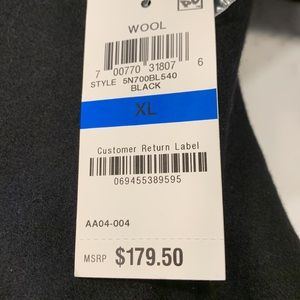 WOOL
7 00770 31807 6
STYLE 5N700BL540
BLACK
XL
Customer Return Label
069455389595
AA04-004
MSRP $179.50